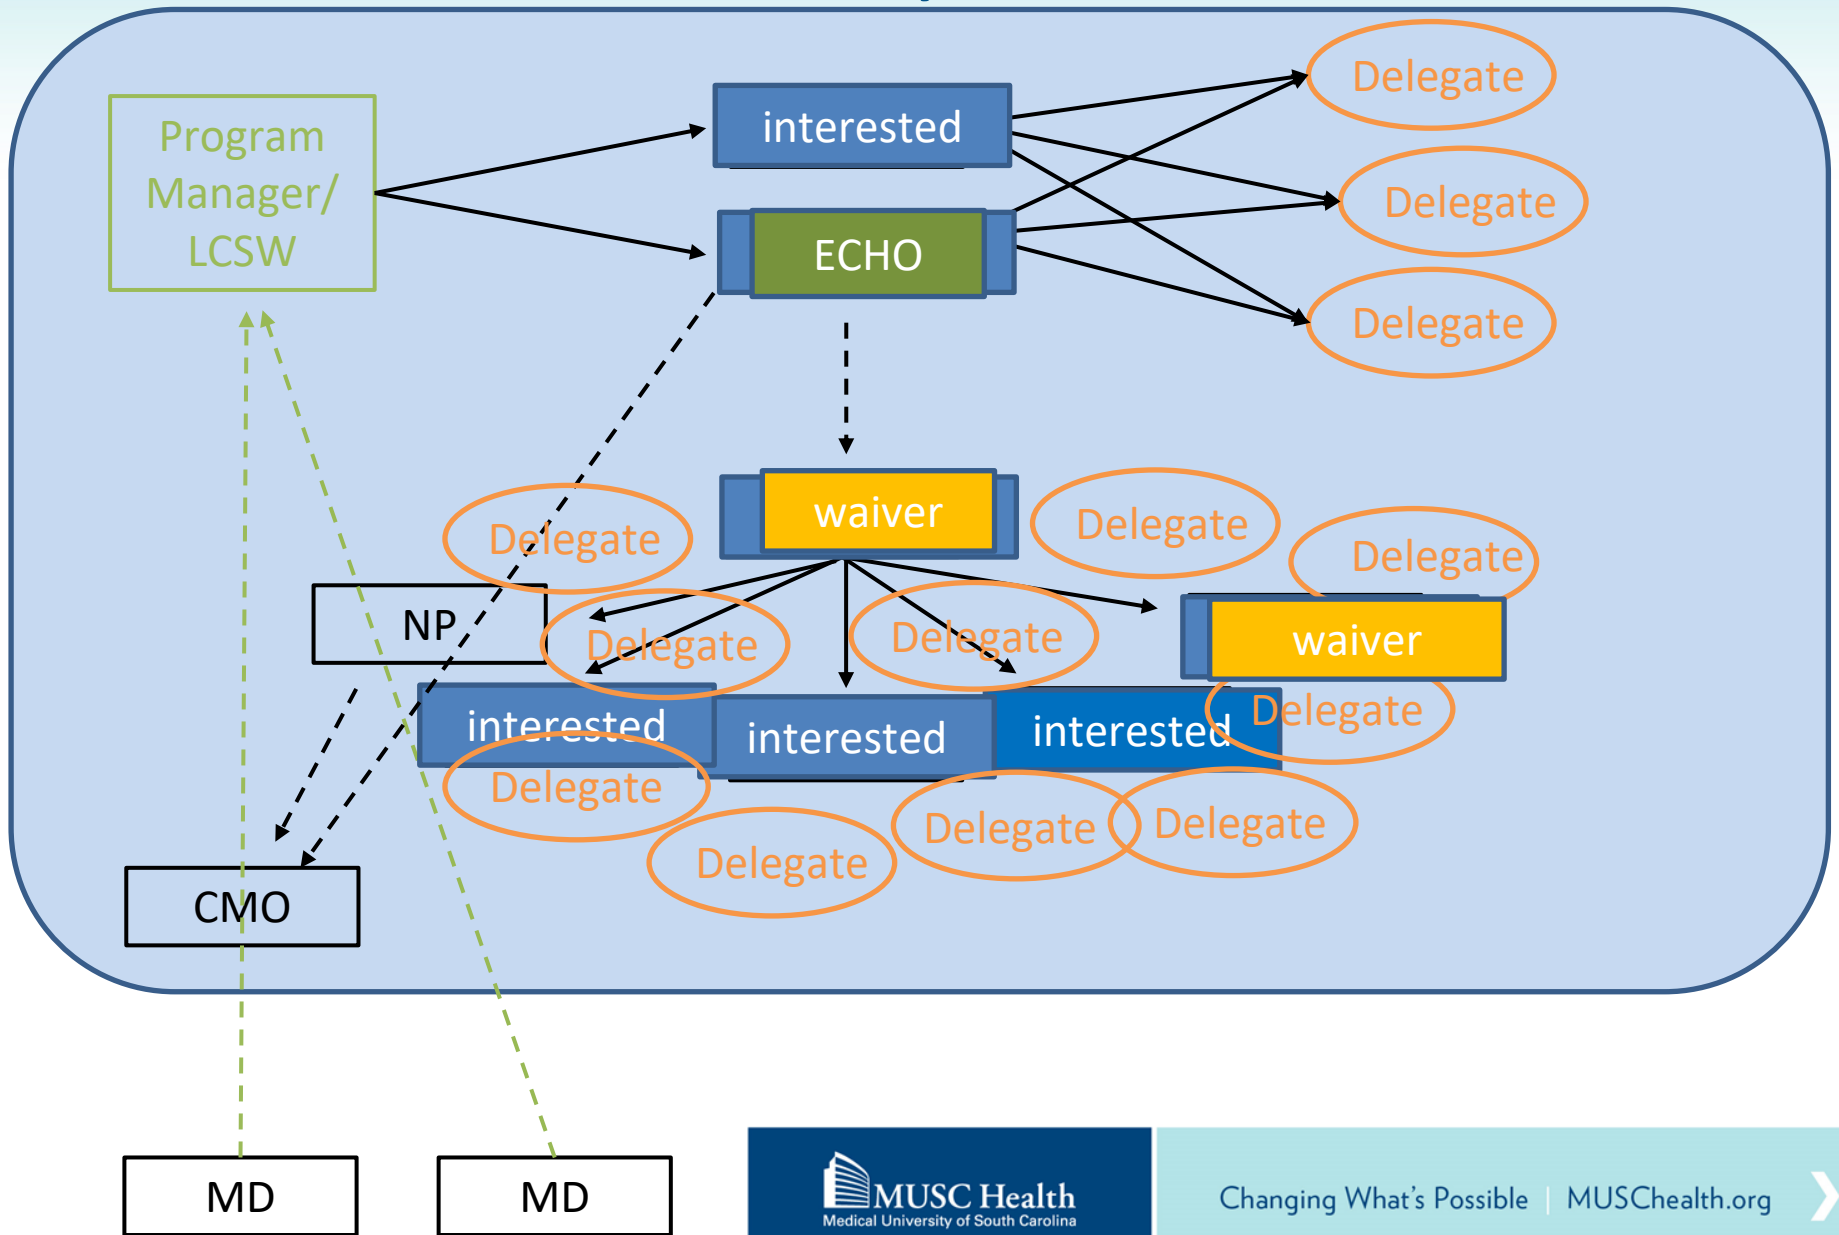 Delegate
interested
Program
Manager/
LCSW
Delegate
ECHO
Delegate
waiver
Delegate
Delegate
Delegate
NP
Delegate
Delegate
waiver
interested
interested
interested
Delegate
Delegate
Delegate
Delegate
Delegate
CMO
MD
MD
MUSC Health
Medical University of South Carolina
Changing What's Possible | MUSChealth.org